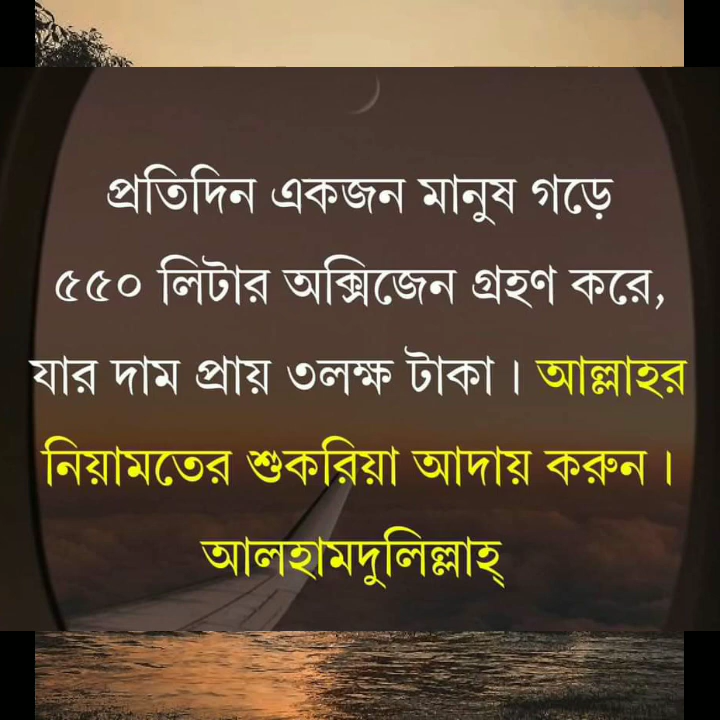 প্রতিদিন একজন মানুষ গড়ে
৫৫০ লিটার অক্সিজেন গ্রহণ করে,
যার দাম প্রায় ৩লক্ষ টাকা। আল্লাহর
নিয়ামতের শুকরিয়া আদায় করুন।
আলহামদুলিল্লাহ্